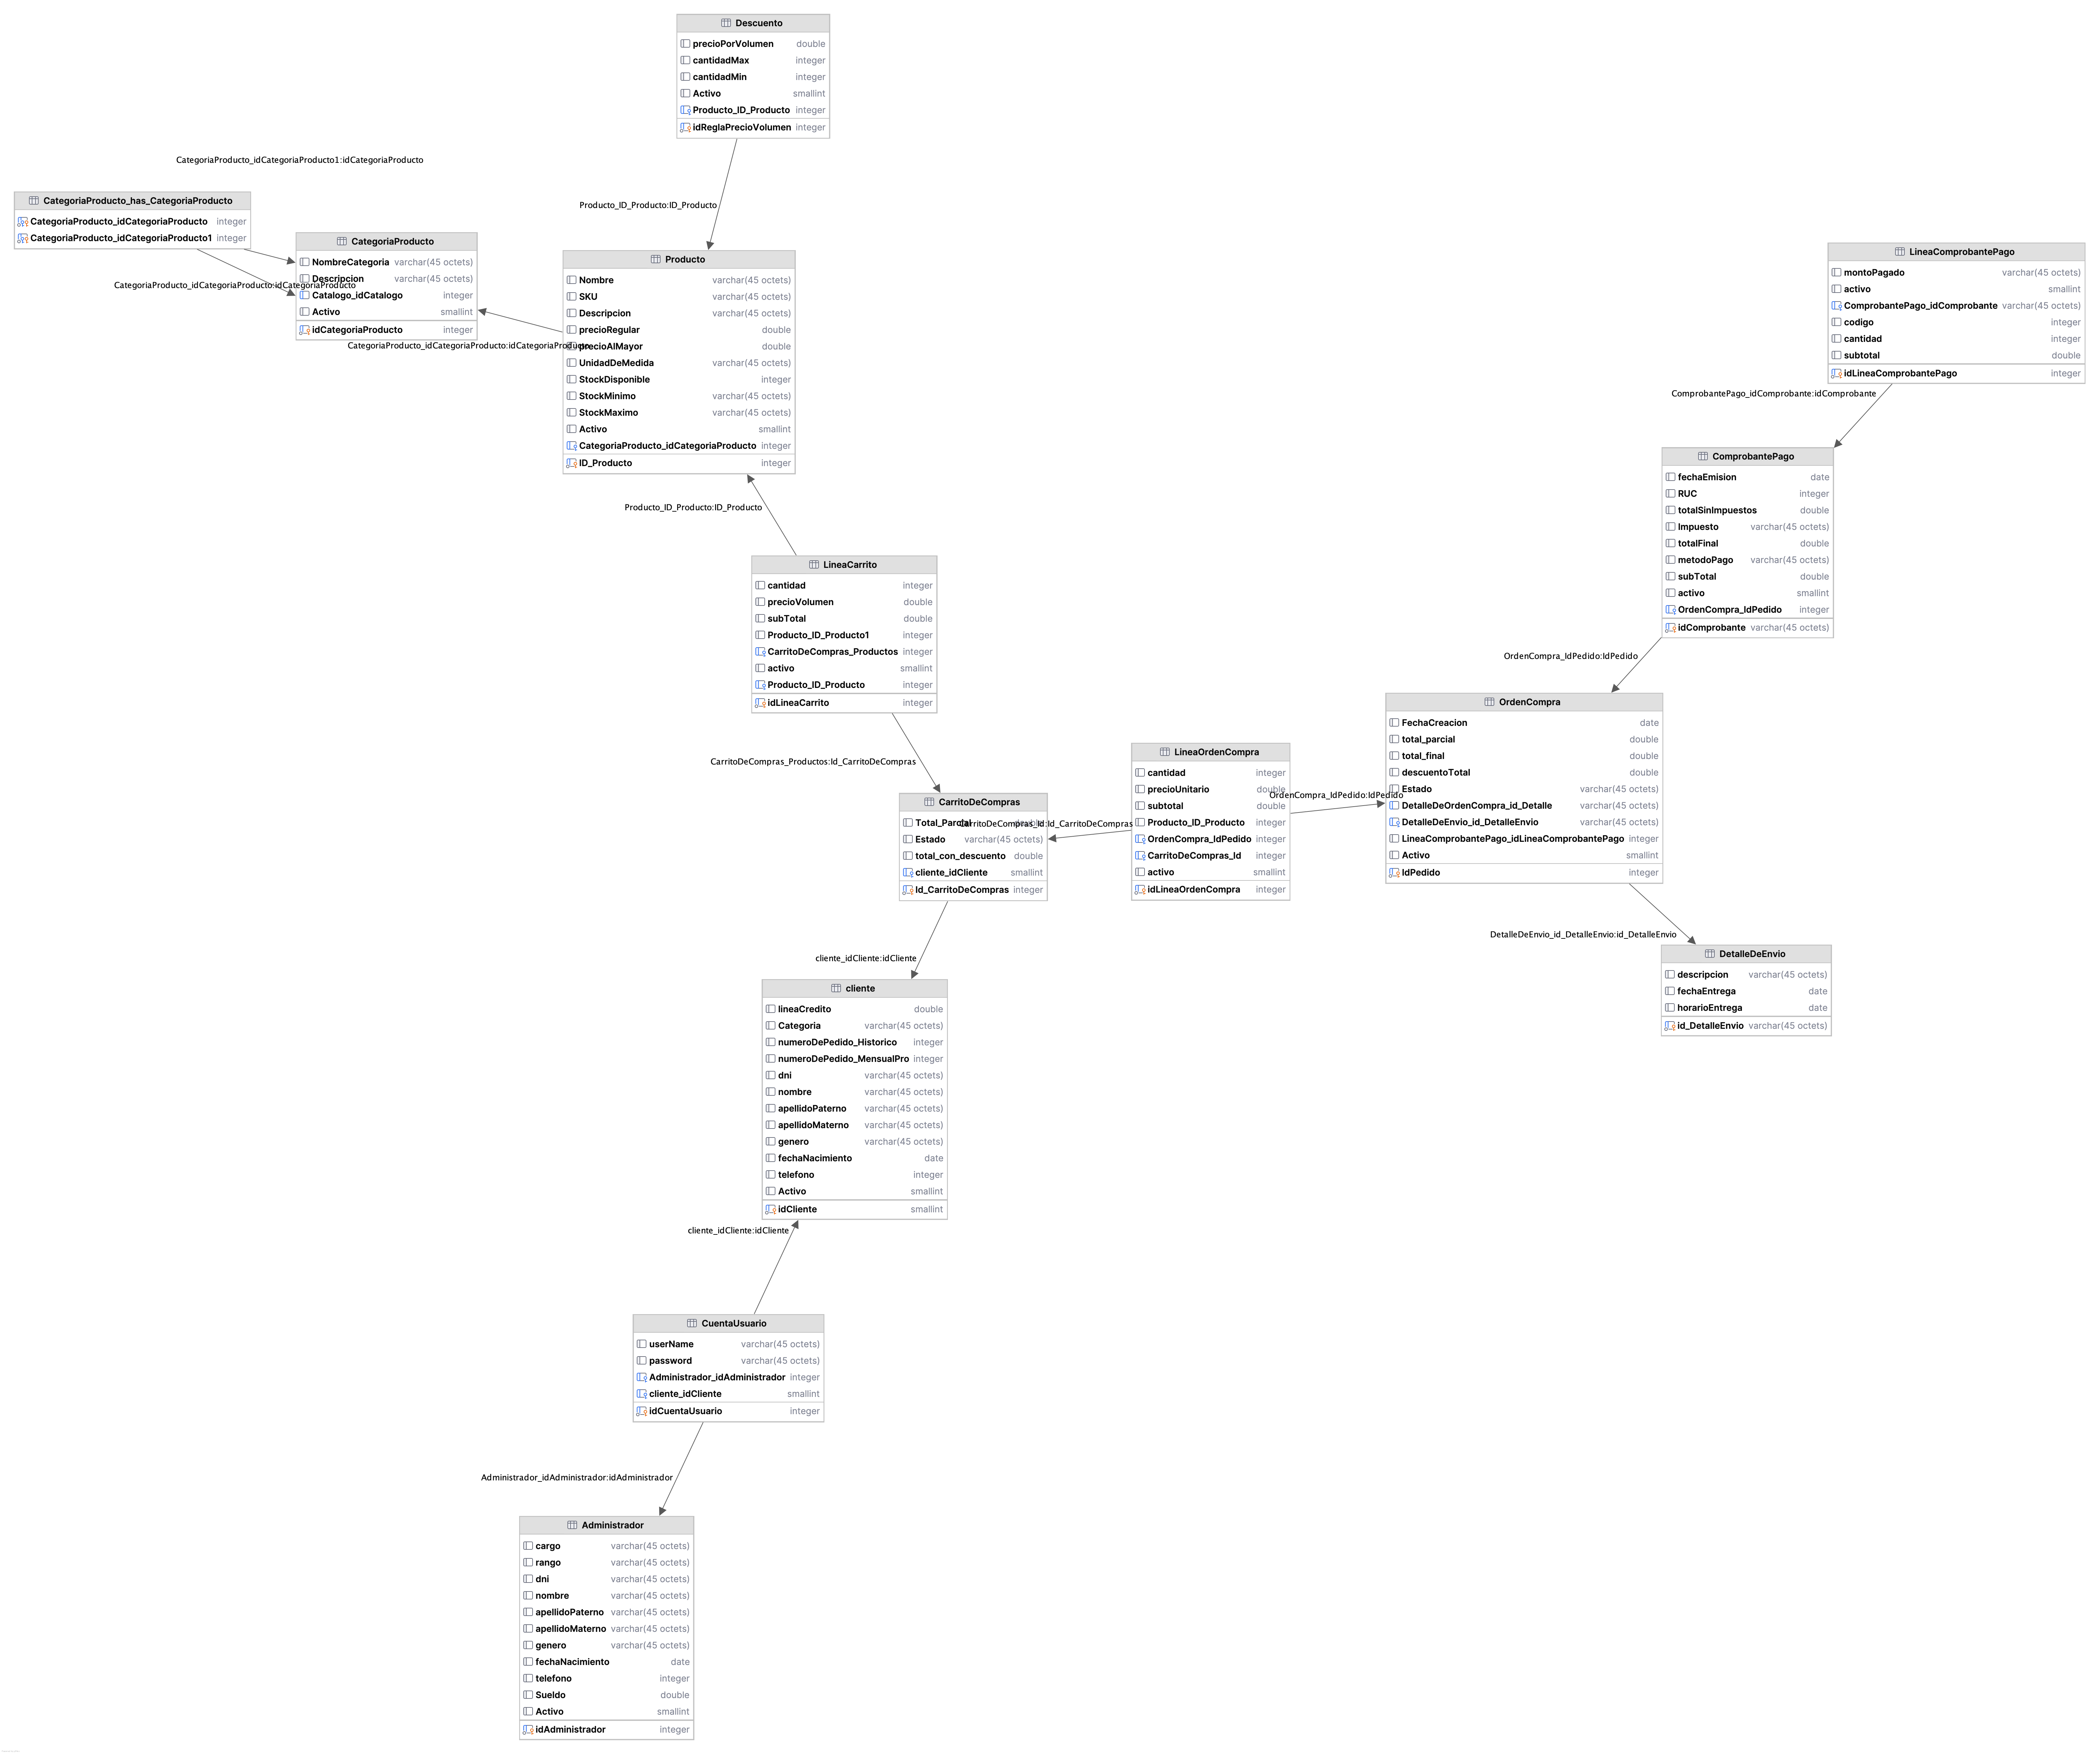 Descuento
precioPorVolumen double
cantidadMax integer
cantidadMin integer
Activo smallint
Producto_ID_Producto integer
idReglaPrecioVolumen integer
CategoriaProducto_idCategoriaProducto1:idCategoriaProducto
Producto_ID_Producto:ID_Producto
CategoriaProducto_has_CategoriaProducto
CategoriaProducto_idCategoriaProducto integer
CategoriaProducto_idCategoriaProducto1 integer
CategoriaProducto
NombreCategoria varchar(45 octets)
Descripcion varchar(45 octets)
CategoriaProducto_idCategoriaProducto:idCategoriaProducto
Catalogo_idCatalogo integer
Activo smallint
idCategoriaProducto integer
CategoriaProducto_idCategoriaProducto:idCategoriaProducto
Producto
Nombre varchar(45 octets)
SKU varchar(45 octets)
Descripcion varchar(45 octets)
precioRegular double
precioAlMayor double
UnidadDeMedida varchar(45 octets)
StockDisponible integer
StockMinimo varchar(45 octets)
StockMaximo varchar(45 octets)
Activo smallint
CategoriaProducto_idCategoriaProducto integer
ID_Producto integer
Producto_ID_Producto:ID_Producto
LineaComprobantePago
montoPagado varchar(45 octets)
activo smallint
ComprobantePago_idComprobante varchar(45 octets)
codigo integer
cantidad integer
subtotal double
idLineaComprobantePago integer
ComprobantePago_idComprobante:idComprobante
ComprobantePago
fechaEmision date
RUC integer
totalSinImpuestos double
Impuesto varchar(45 octets)
totalFinal double
metodoPago varchar(45 octets)
subTotal double
activo smallint
OrdenCompra_IdPedido integer
idComprobante varchar(45 octets)
OrdenCompra_IdPedido:IdPedido
LineaCarrito
cantidad integer
precioVolumen double
subTotal double
Producto_ID_Producto1 integer
CarritoDeCompras_Productos integer
activo smallint
Producto_ID_Producto integer
idLineaCarrito integer
CarritoDeCompras_Productos:Id_CarritoDeCompras
LineaOrdenCompra
cantidad integer
precioUnitario double
subtotal double
Producto_ID_Producto integer
OrdenCompra_IdPedido integer
CarritoDeCompras_Id integer
activo smallint
idLineaOrdenCompra integer
OrdenCompra_IdPedido:IdPedido
OrdenCompra
FechaCreacion date
total_parcial double
total_final double
descuentoTotal double
Estado varchar(45 octets)
DetalleDeOrdenCompra_id_Detalle varchar(45 octets)
DetalleDeEnvio_id_DetalleEnvio varchar(45 octets)
LineaComprobantePago_idLineaComprobantePago integer
Activo smallint
IdPedido integer
CarritoDeCompras
Total_Parcial double
CarritoDeCompras_Id:Id_CarritoDeCompras
Estado varchar(45 octets)
total_con_descuento double
cliente_idCliente smallint
Id_CarritoDeCompras integer
DetalleDeEnvio_id_DetalleEnvio:id_DetalleEnvio
DetalleDeEnvio
descripcion varchar(45 octets)
fechaEntrega date
horarioEntrega date
id_DetalleEnvio varchar(45 octets)
cliente_idCliente:idCliente
cliente
lineaCredito double
Categoria varchar(45 octets)
numeroDePedido_Historico integer
numeroDePedido_MensualPro integer
dni varchar(45 octets)
nombre varchar(45 octets)
apellidoPaterno varchar(45 octets)
apellidoMaterno varchar(45 octets)
genero varchar(45 octets)
fechaNacimiento date
telefono integer
Activo smallint
idCliente smallint
cliente_idCliente:idCliente
CuentaUsuario
userName varchar(45 octets)
password varchar(45 octets)
Administrador_idAdministrador integer
cliente_idCliente smallint
idCuentaUsuario integer
Administrador_idAdministrador:idAdministrador
Administrador
cargo varchar(45 octets)
rango varchar(45 octets)
dni varchar(45 octets)
nombre varchar(45 octets)
apellidoPaterno varchar(45 octets)
apellidoMaterno varchar(45 octets)
genero varchar(45 octets)
fechaNacimiento date
telefono integer
Sueldo double
Activo smallint
idAdministrador integer